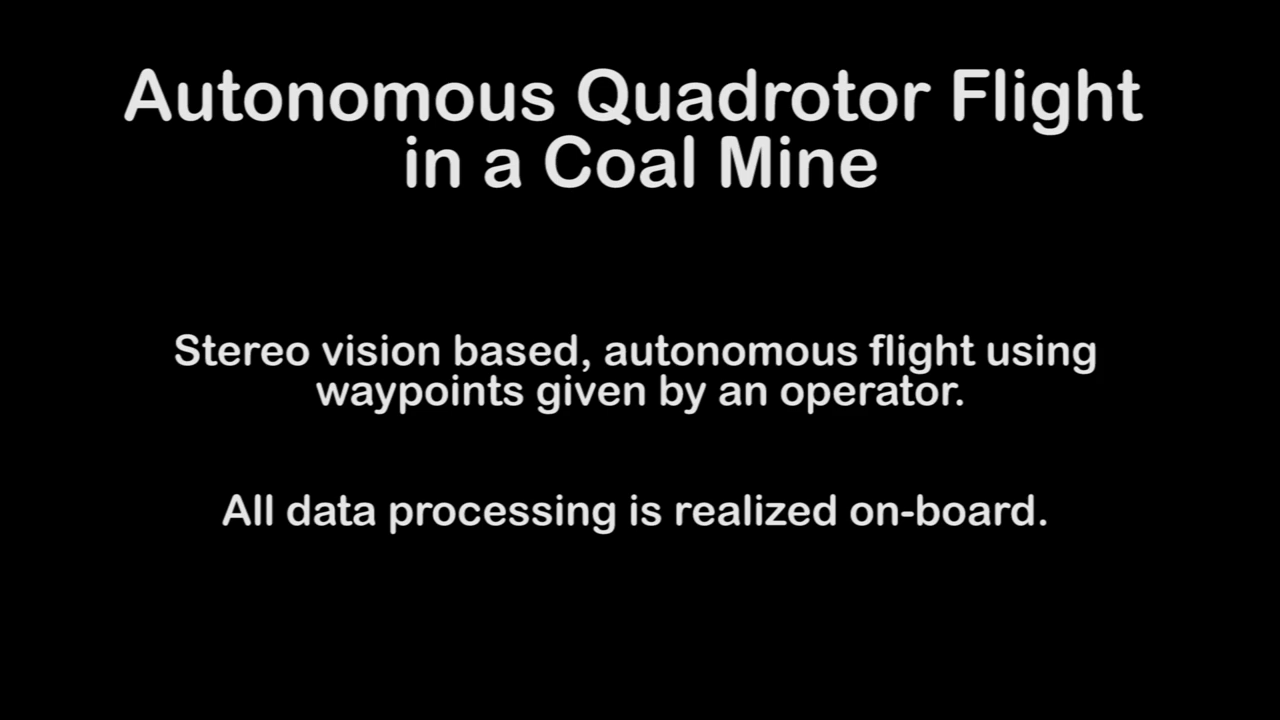 Autonomous Quadrotor Flight
in a Coal Mine
Stereo vision based, autonomous flight using
waypoints given by an operator.
All data processing is realized on-board.